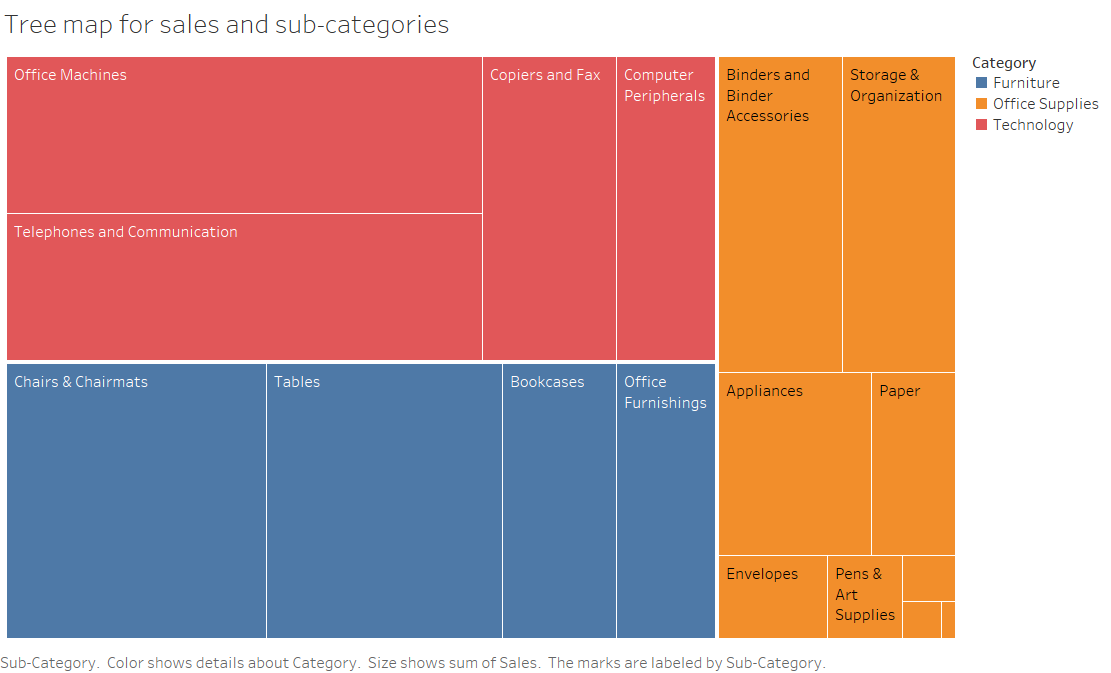 Tree map for sales and sub-categories
Office Machines
Copiers and Fax
Computer
Peripherals
Binders and
Binder
Accessories
Storage &
Organization
Category
Furniture
Office Supplies
Technology
Telephones and Communication
Chairs & Chairmats
Tables
Bookcases
Office
Furnishings
Appliances
Paper
Envelopes
Pens &
Art
Supplies
Sub-Category.  Color shows details about Category.  Size shows sum of Sales.  The marks are labeled by Sub-Category.